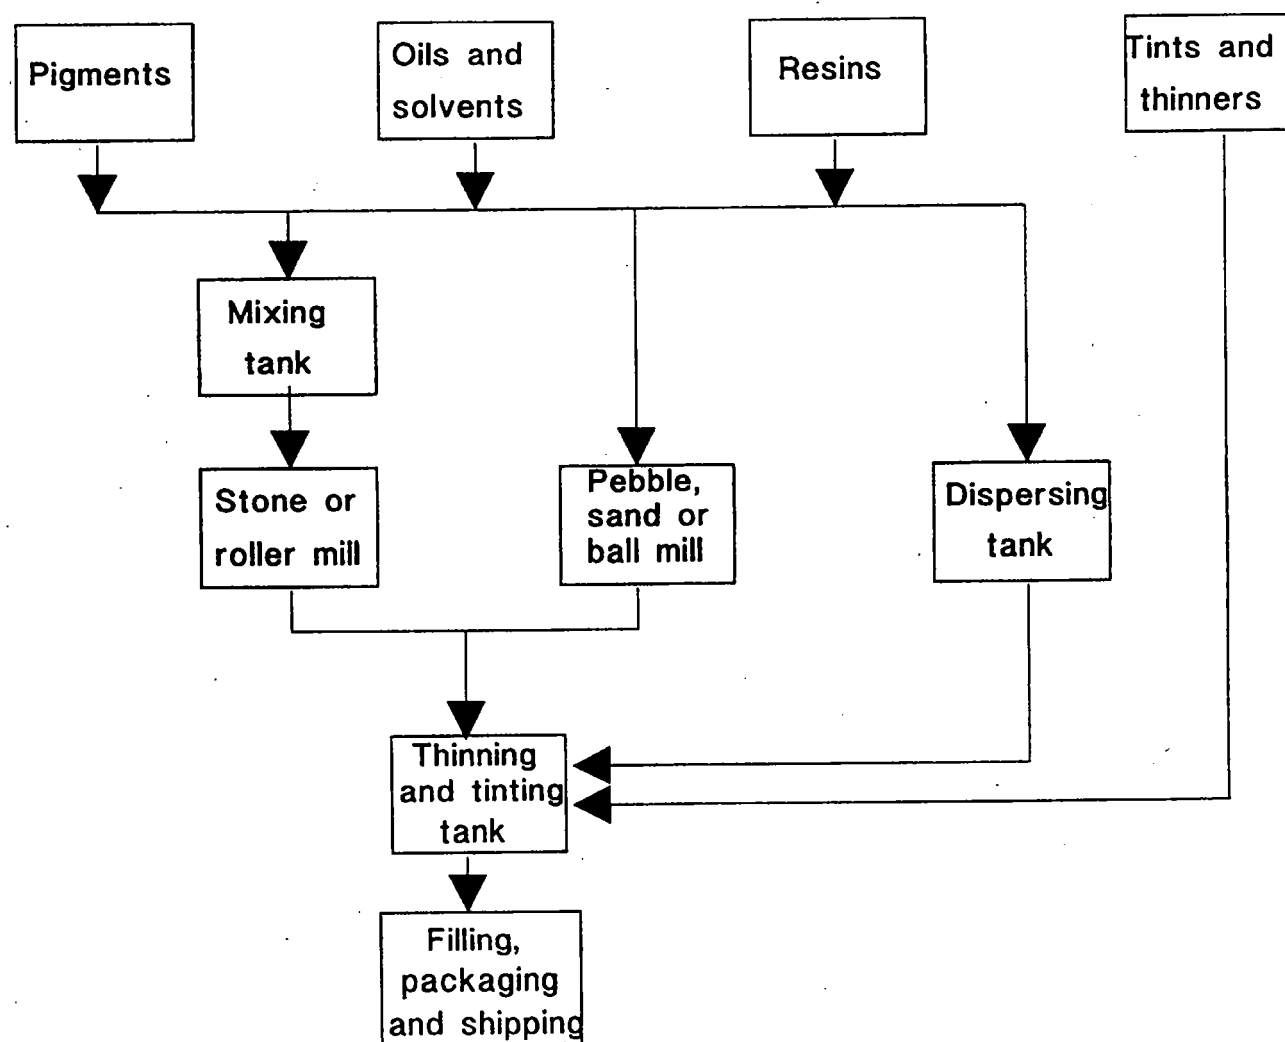 Pigments
Oils and
solvents
Resins
Tints and
thinners
Mixing
tank
Stone or
roller mill
Pebble,
sand or
ball mill
Dispersing
tank
Thinning
and tinting
tank
Filling,
packaging
and shipping